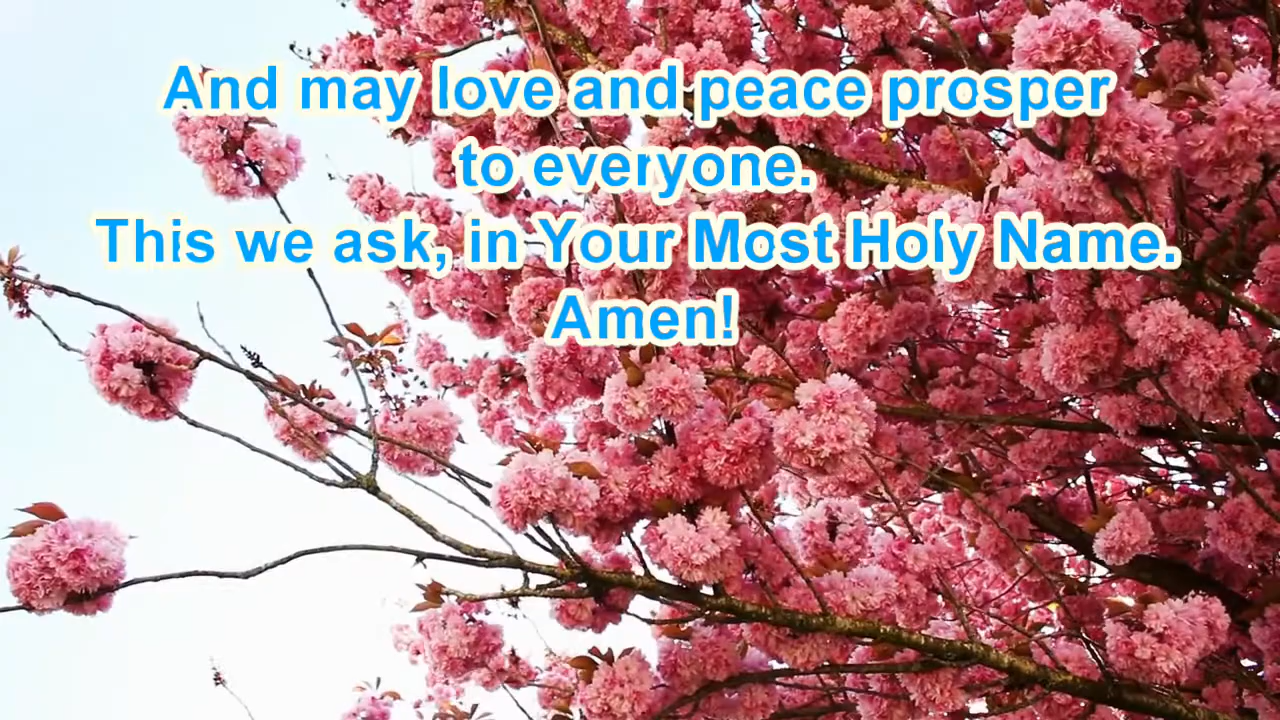 And may love and peace prosper
to everyone.
This we ask, in Your Most Holy Name.
Amen!